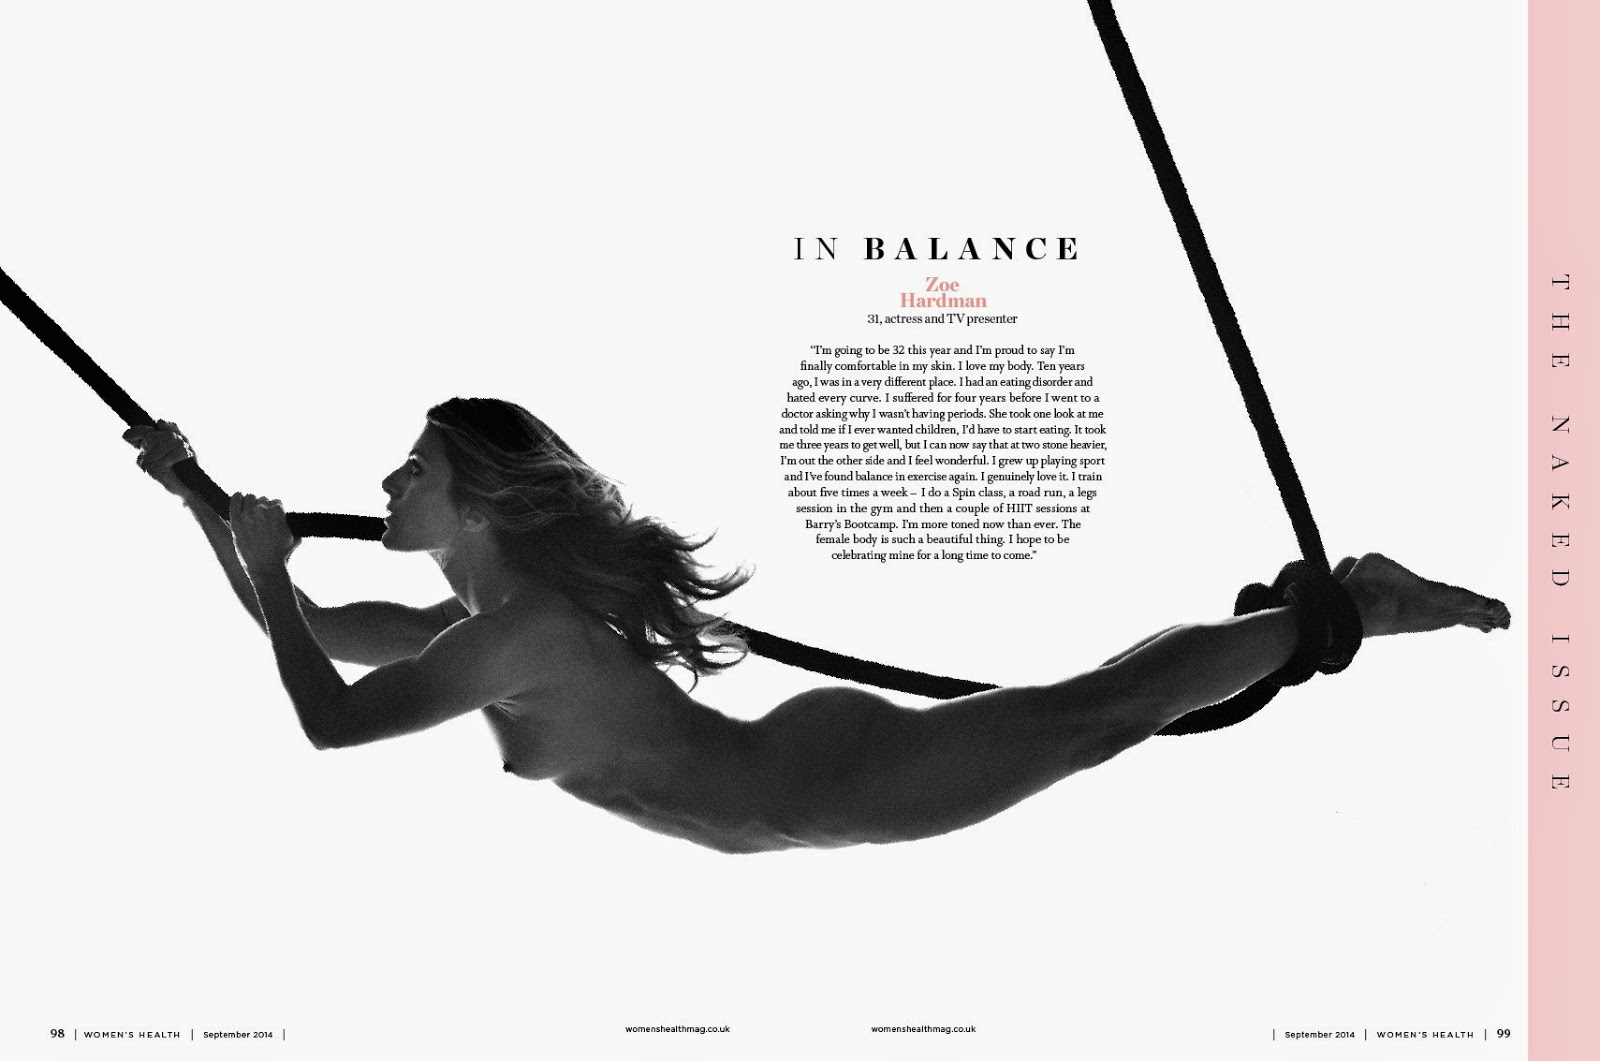 IN BALANCE
Zoe
Hardman
31, actress and TV presenter
“I’m going to be 32 this year and I’m proud to say I’m
finally comfortable in my skin. I love my body. Ten years
ago, I was in a very different place. I had an eating disorder and
hated every curve. I suffered for four years before I went to a
doctor asking why I wasn’t having periods. She took one look at me
and told me if I ever wanted children, I’d have to start eating. It took
me three years to get well, but I can now say that at two stone heavier,
I’m out the other side and I feel wonderful. I grew up playing sport
and I’ve found balance in exercise again. I genuinely love it. I train
about five times a week – I do a Spin class, a road run, a legs
session in the gym and then a couple of HIIT sessions at
Barry’s Bootcamp. I’m more toned now than ever. The
female body is such a beautiful thing. I hope to be
celebrating mine for a long time to come.”
THE NAKED ISSUE
98 | WOMEN'S HEALTH | September 2014 |
womenshealthmag.co.uk
womenshealthmag.co.uk
| September 2014 | WOMEN'S HEALTH | 99